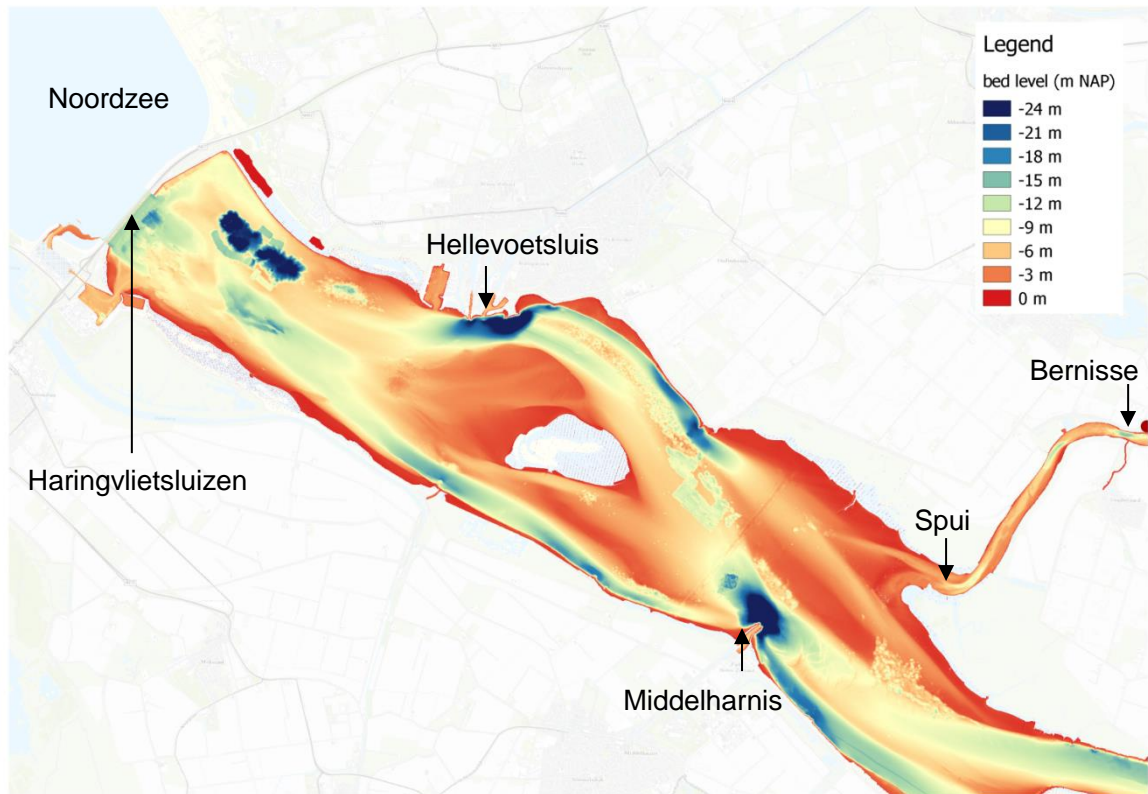 Noordzee
Legend
bed level (m NAP)
-24 m
-21 m
-18 m
-15 m
-12 m
-9 m
-6 m
-3 m
0 m
Hellevoetsluis
Bernisse
Haringvlietsluizen
Spui
Middelharnis